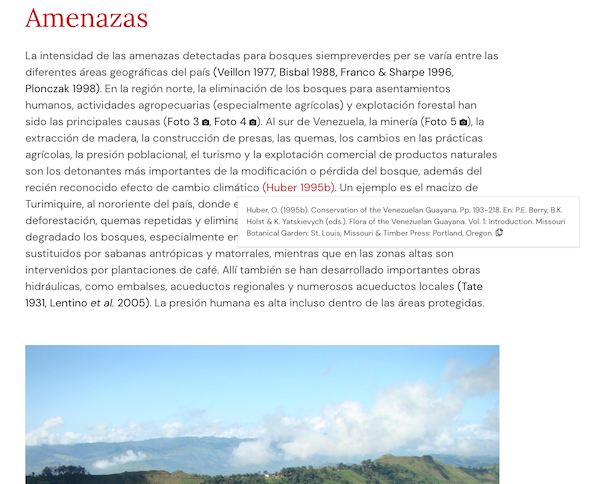 Amenazas
La intensidad de las amenazas detectadas para bosques siempreverdes per se varía entre las
diferentes áreas geográficas del país (Veillon 1977, Bisbal 1988, Franco & Sharpe 1996,
Plonczak 1998). En la región norte, la eliminación de los bosques para asentamientos
humanos, actividades agropecuarias (especialmente agrícolas) y explotación forestal han
sido las principales causas (Foto 3, Foto 4). Al sur de Venezuela, la minería (Foto 5), la
extracción de madera, la construcción de presas, las quemas, los cambios en las prácticas
agrícolas, la presión poblacional, el turismo y la explotación comercial de productos naturales
son los detonantes más importantes de la modificación o pérdida del bosque, además del
recién reconocido efecto de cambio climático (Huber 1995b). Un ejemplo es el macizo de
Turimiquire, al nororiente del país, donde e
deforestación, quemas repetidas y elimina
degradado los bosques, especialmente en
Huber, O. (1995b). Conservation of the Venezuelan Guayana. Pp. 193-218. En: P.E. Berry, B.K.
Holst & K. Yatskievych (eds.). Flora of the Venezuelan Guayana. Vol. 1: Introduction. Missouri
Botanical Garden: St. Louis, Missouri & Timber Press: Portland, Oregon.
sustituidos por sabanas antrópicas y matorrales, mientras que en las zonas altas son
intervenidos por plantaciones de café. Allí también se han desarrollado importantes obras
hidráulicas, como embalses, acueductos regionales y numerosos acueductos locales (Tate
1931, Lentino et al. 2005). La presión humana es alta incluso dentro de las áreas protegidas.